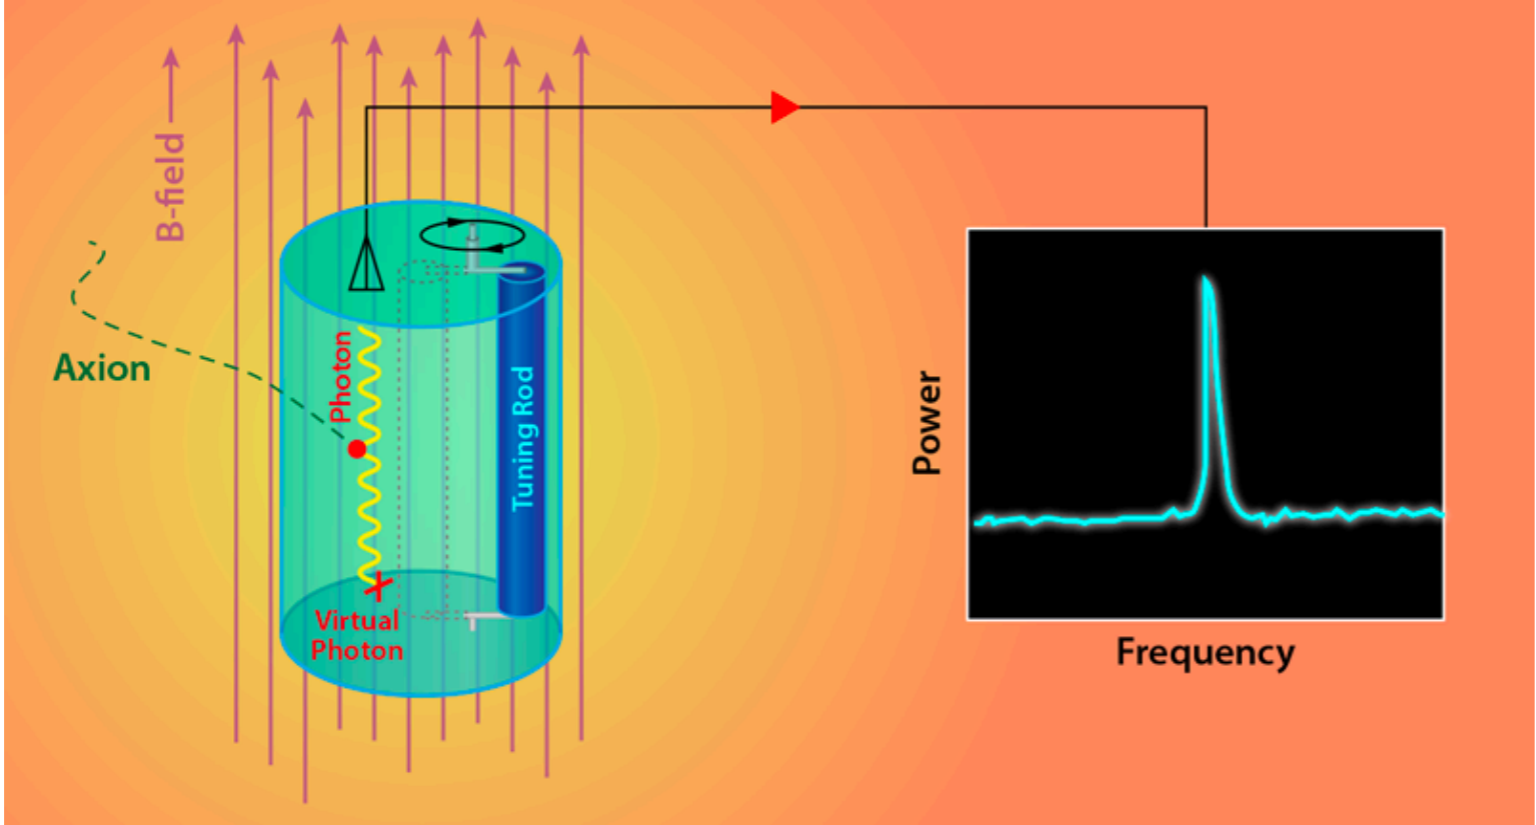 B-field
Axion
Photon
Tuning Rod
Virtual
Photon
Power
Frequency